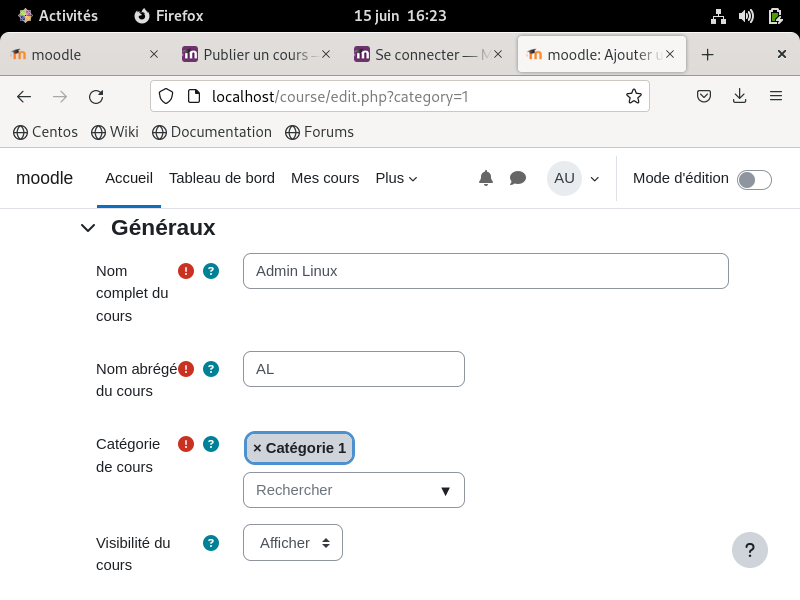 Activités Firefox 15 juin 16:23
moodle × Publier un cours – × Se connecter — M × moodle: Ajouter u × + ×
localhost/course/edit.php?category=1
Centos Wiki Documentation Forums
moodle Accueil Tableau de bord Mes cours Plus AU Mode d'édition
Généraux
Nom
complet du
cours
! ? Admin Linux
Nom abrégé
du cours
! ? AL
Catégorie
de cours
! ? × Catégorie 1
Rechercher ▼
Visibilité du
cours
? Afficher
?